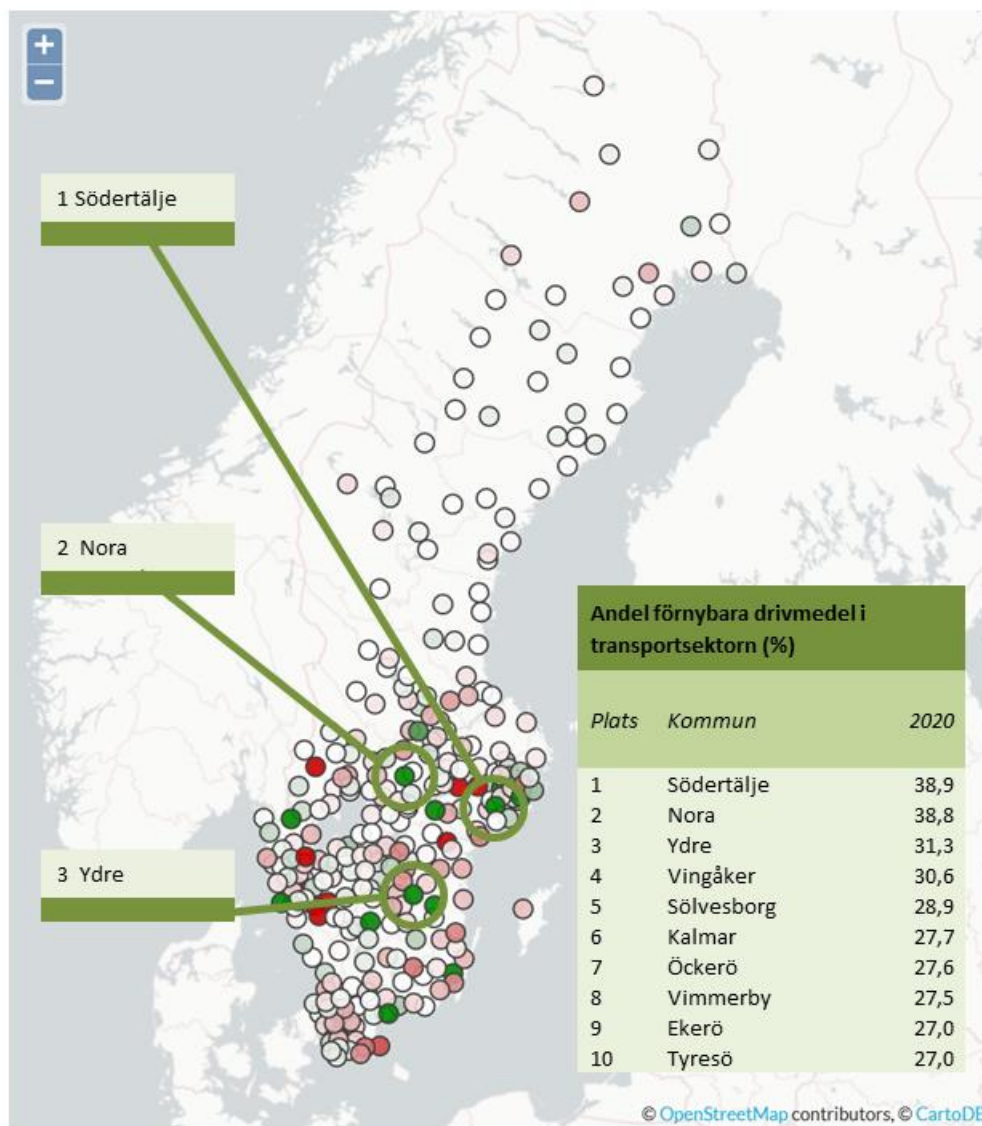 +
−
1 Södertälje
2 Nora
3 Ydre
Andel förnybara drivmedel i
transportsektorn (%)
Plats Kommun 2020
1 Södertälje 38,9
2 Nora 38,8
3 Ydre 31,3
4 Vingåker 30,6
5 Sölvesborg 28,9
6 Kalmar 27,7
7 Öckerö 27,6
8 Vimmerby 27,5
9 Ekerö 27,0
10 Tyresö 27,0
© OpenStreetMap contributors, © CartoDB